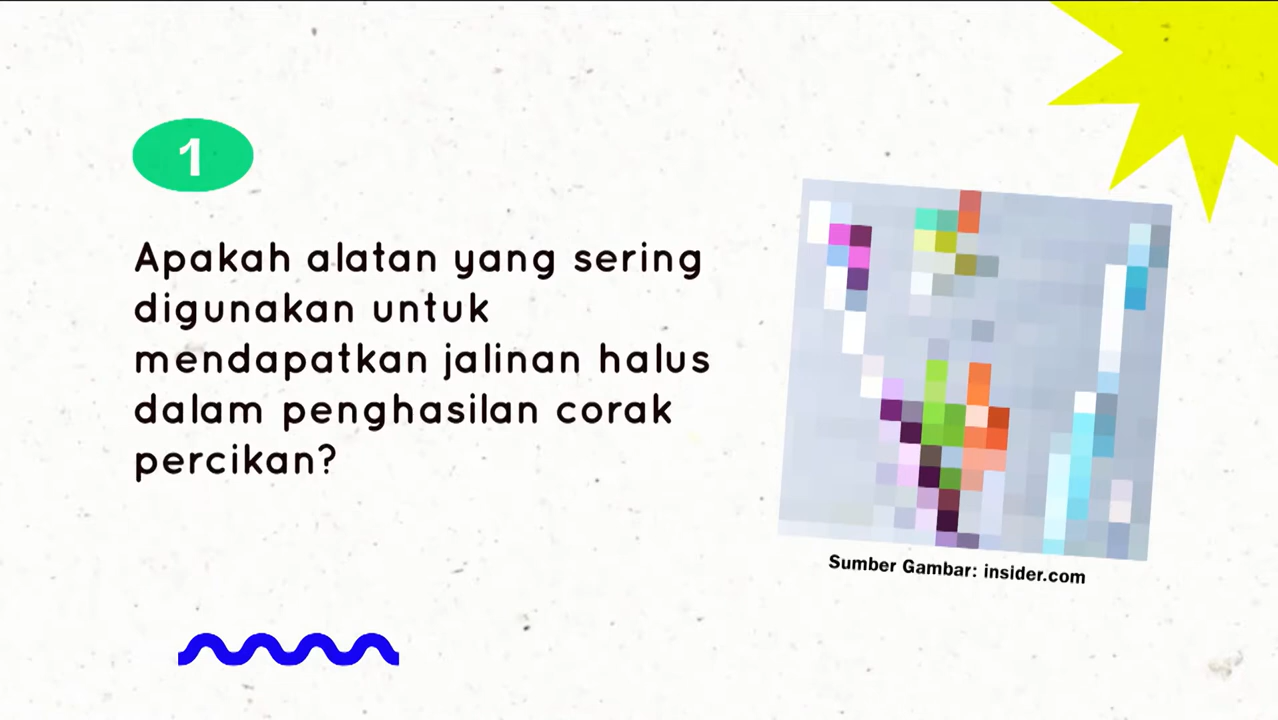 1
Apakah alatan yang sering
digunakan untuk
mendapatkan jalinan halus
dalam penghasilan corak
percikan?
Sumber Gambar: insider.com